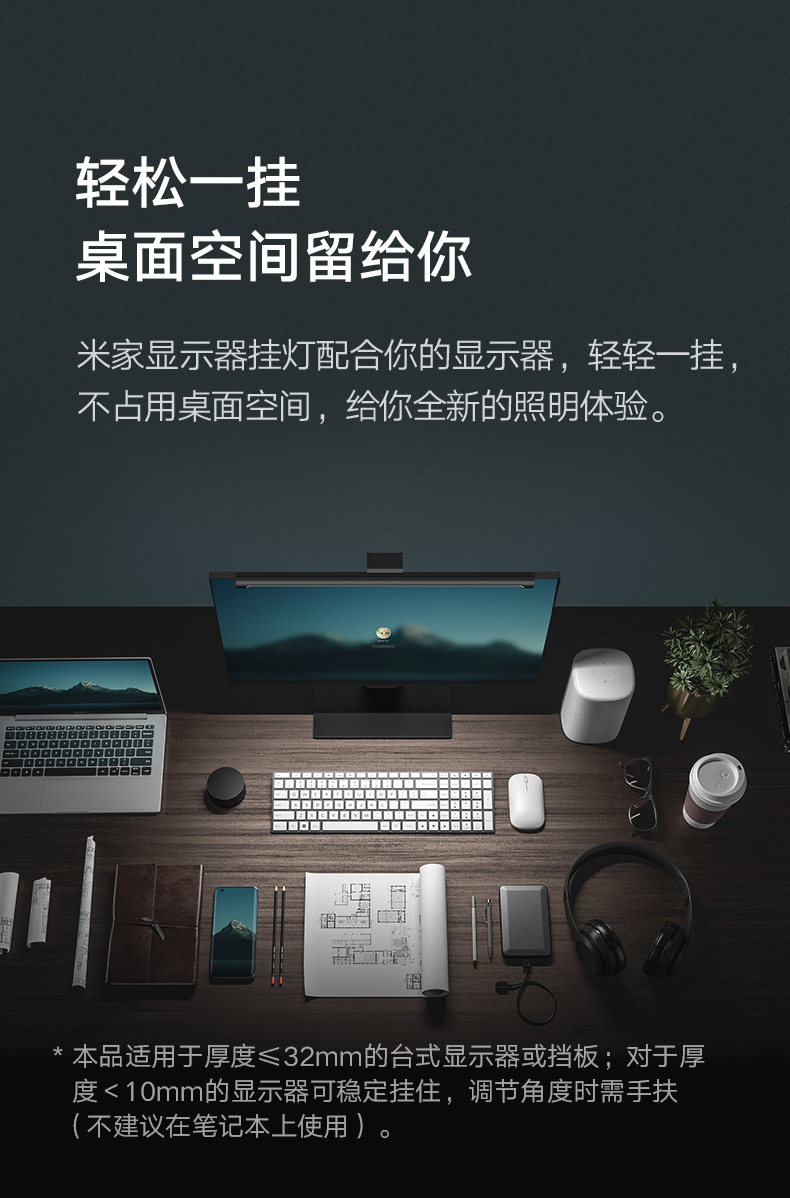 轻松一挂
桌面空间留给你
米家显示器挂灯配合你的显示器，轻轻一挂，
不占用桌面空间，给你全新的照明体验。
* 本品适用于厚度≤32mm的台式显示器或挡板；对于厚
度＜10mm的显示器可稳定挂住，调节角度时需手扶
(不建议在笔记本上使用）。